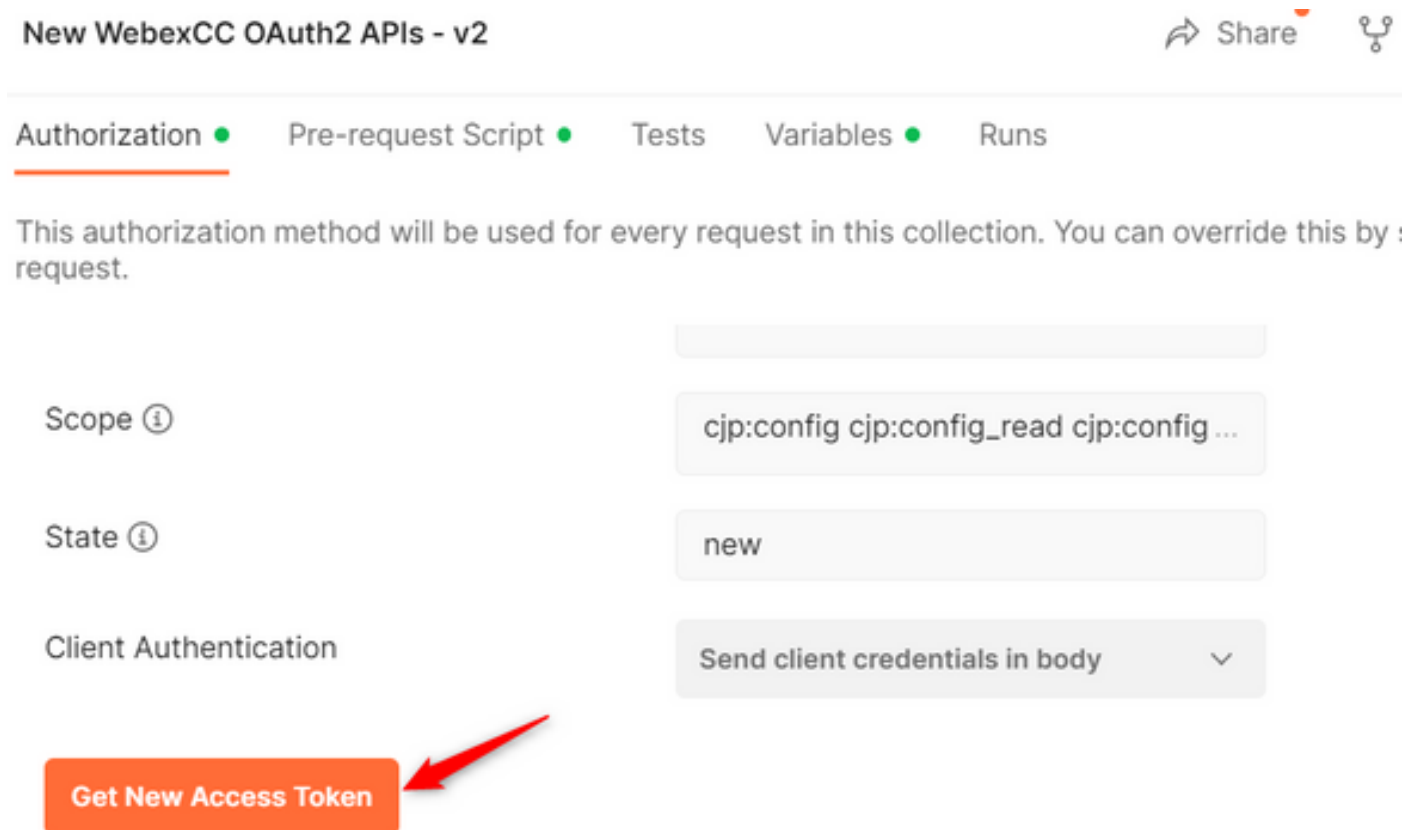 New WebexCC OAuth2 APIs - v2
Share
Authorization Pre-request Script Tests Variables Runs
This authorization method will be used for every request in this collection. You can override this by
request.
Scope
cjp:config cjp:config_read cjp:config ...
State
new
Client Authentication
Send client credentials in body
Get New Access Token